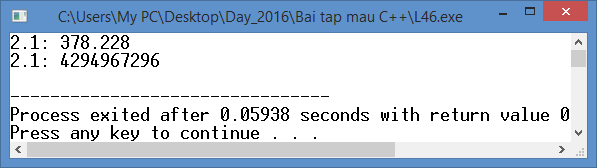 C:\Users\My PC\Desktop\Day_2016\Bai tap mau C++\L46.exe
2.1: 378.228
2.1: 4294967296
--------------------------------
Process exited after 0.05938 seconds with return value 0
Press any key to continue . . .